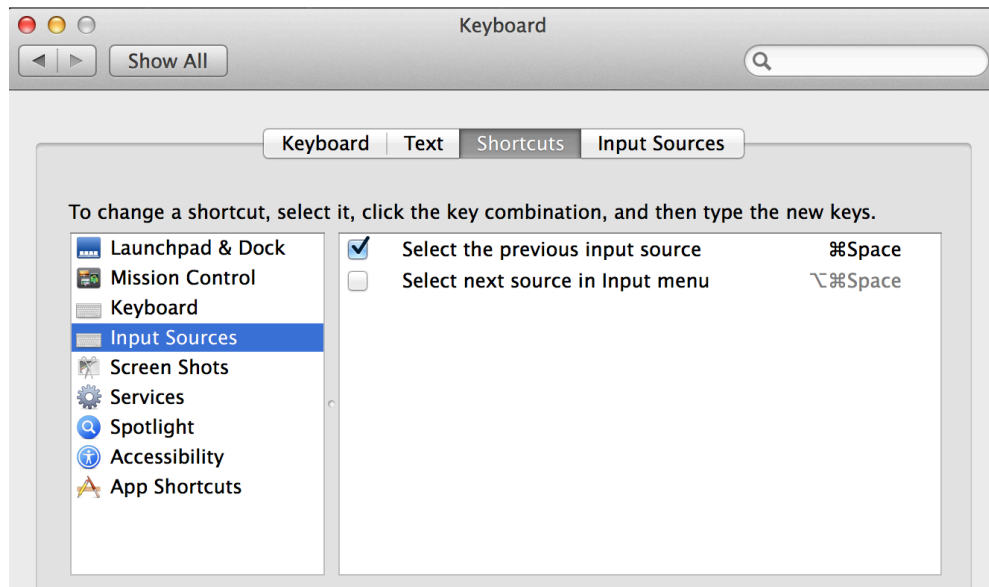 Keyboard
Show All
Keyboard Text Shortcuts Input Sources
To change a shortcut, select it, click the key combination, and then type the new keys.
Launchpad & Dock
Mission Control
Keyboard
Input Sources
Screen Shots
Services
Spotlight
Accessibility
App Shortcuts
Select the previous input source ⌘Space
Select next source in Input menu ⌥⌘Space